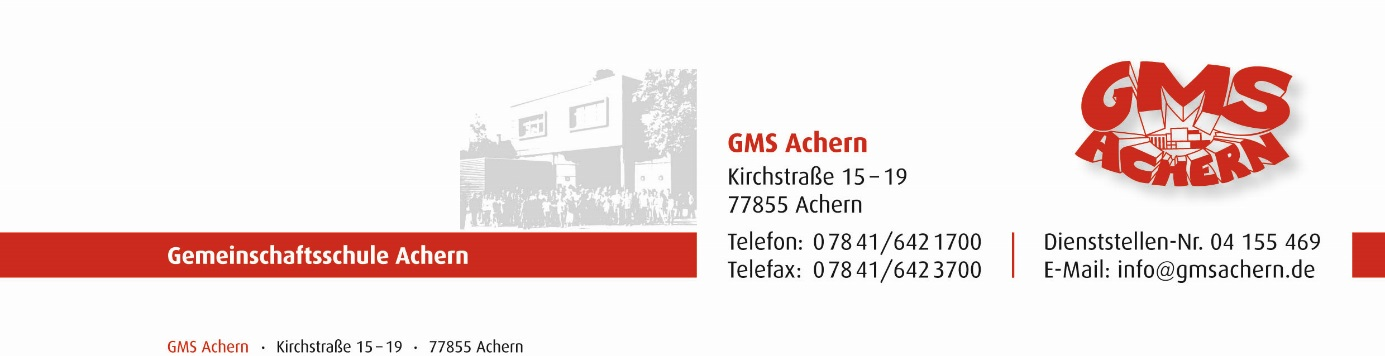 GMS
ACHERN
GMS Achern
Kirchstraße 15–19
77855 Achern
Telefon: 0 78 41/642 1700
Telefax: 0 78 41/642 3700
Dienststellen-Nr. 04 155 469
E-Mail: info@gmsachern.de
Gemeinschaftsschule Achern
GMS Achern · Kirchstraße 15–19 · 77855 Achern